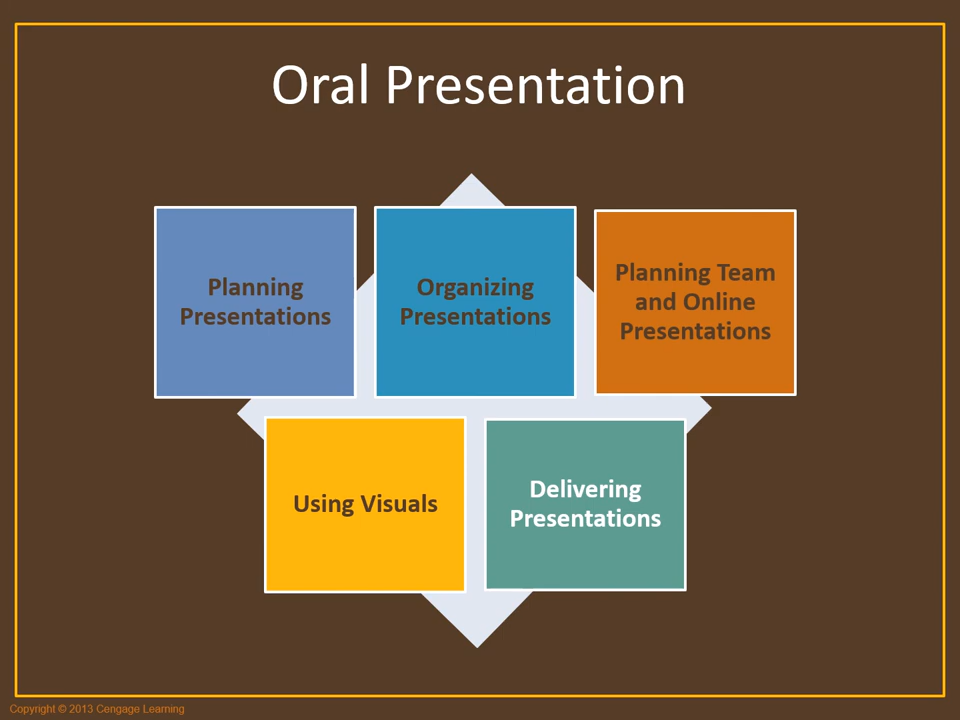 Oral Presentation
Planning
Presentations
Organizing
Presentations
Planning Team
and Online
Presentations
Using Visuals
Delivering
Presentations
Copyright © 2013 Cengage Learning